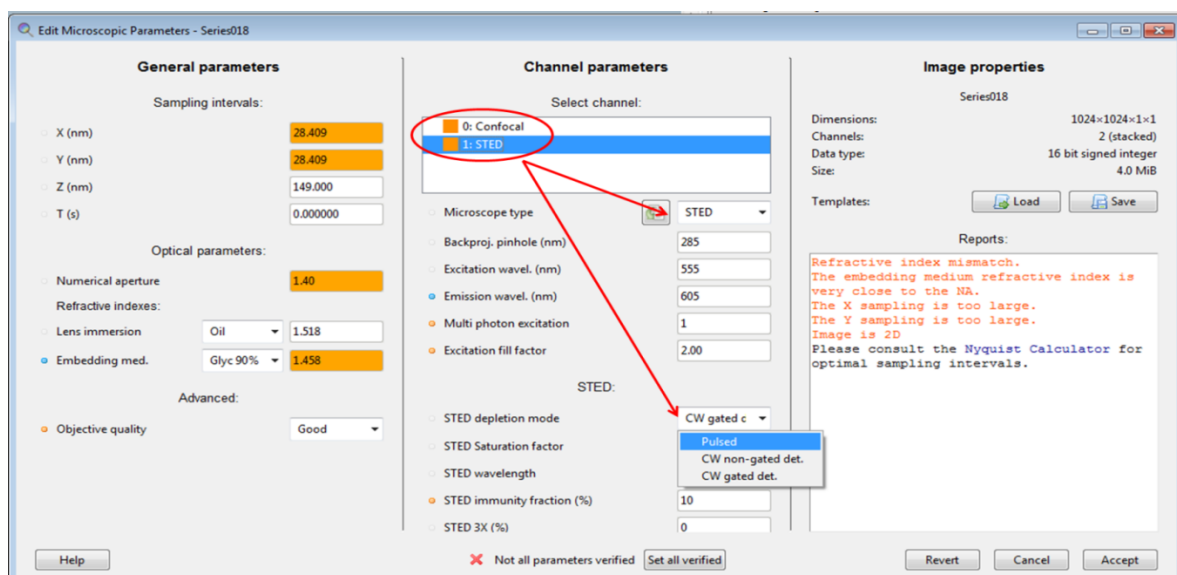 Edit Microscopic Parameters - Series018
General parameters
Sampling intervals:
X (nm) 28.409
Y (nm) 28.409
Z (nm) 149.000
T (s) 0.000000
Optical parameters:
Numerical aperture 1.40
Refractive indexes:
Lens immersion Oil 1.518
Embedding med. Glyc 90% 1.458
Advanced:
Objective quality Good
Channel parameters
Select channel:
0: Confocal
1: STED
Microscope type STED
Backproj. pinhole (nm) 285
Excitation wavel. (nm) 555
Emission wavel. (nm) 605
Multi photon excitation 1
Excitation fill factor 2.00
STED:
STED depletion mode CW gated c
Pulsed
CW non-gated det.
CW gated det.
STED Saturation factor
STED wavelength
STED immunity fraction (%) 10
STED 3X (%) 0
Image properties
Series018
Dimensions: 1024×1024×1×1
Channels: 2 (stacked)
Data type: 16 bit signed integer
Size: 4.0 MiB
Templates: Load Save
Reports:
Refractive index mismatch.
The embedding medium refractive index is
very close to the NA.
The X sampling is too large.
The Y sampling is too large.
Image is 2D
Please consult the Nyquist Calculator for
optimal sampling intervals.
Help Not all parameters verified Set all verified Revert Cancel Accept